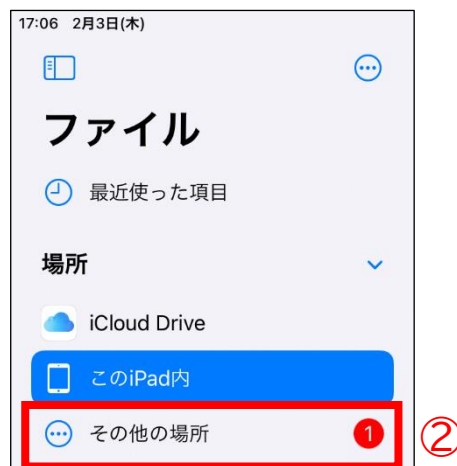 17:06 2月3日(木)
ファイル
最近使った項目
場所
iCloud Drive
このiPad内
その他の場所 1 ②